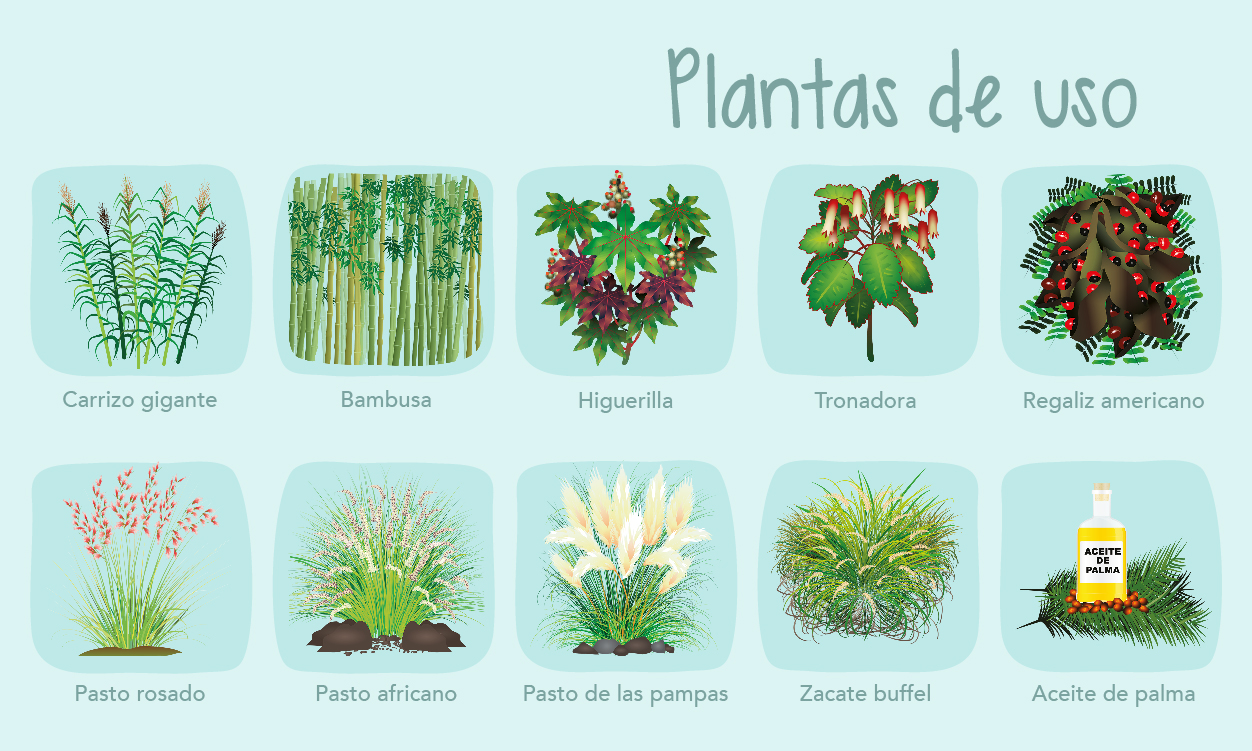 Plantas de uso
Carrizo gigante
Bambusa
Higuerilla
Tronadora
Regaliz americano
Pasto rosado
Pasto africano
Pasto de las pampas
Zacate buffel
ACEITE
DE
PALMA
Aceite de palma